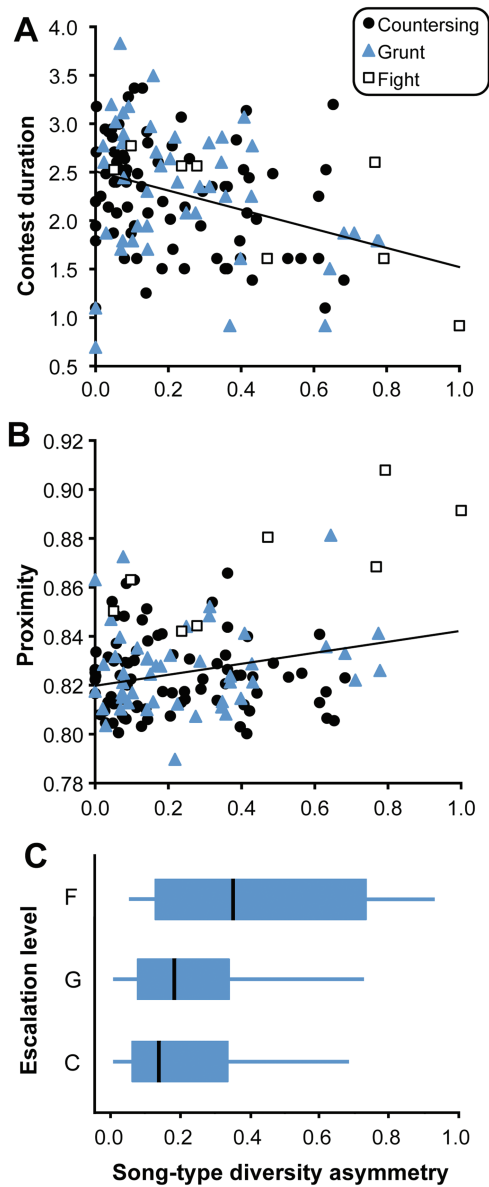 A
Countersing
Grunt
Fight
Contest duration
4.0
3.5
3.0
2.5
2.0
1.5
1.0
0.5
0.0 0.2 0.4 0.6 0.8 1.0
B
Proximity
0.92
0.90
0.88
0.86
0.84
0.82
0.80
0.78
0.0 0.2 0.4 0.6 0.8 1.0
C
Escalation level
F
G
C
0 0.2 0.4 0.6 0.8 1.0
Song-type diversity asymmetry